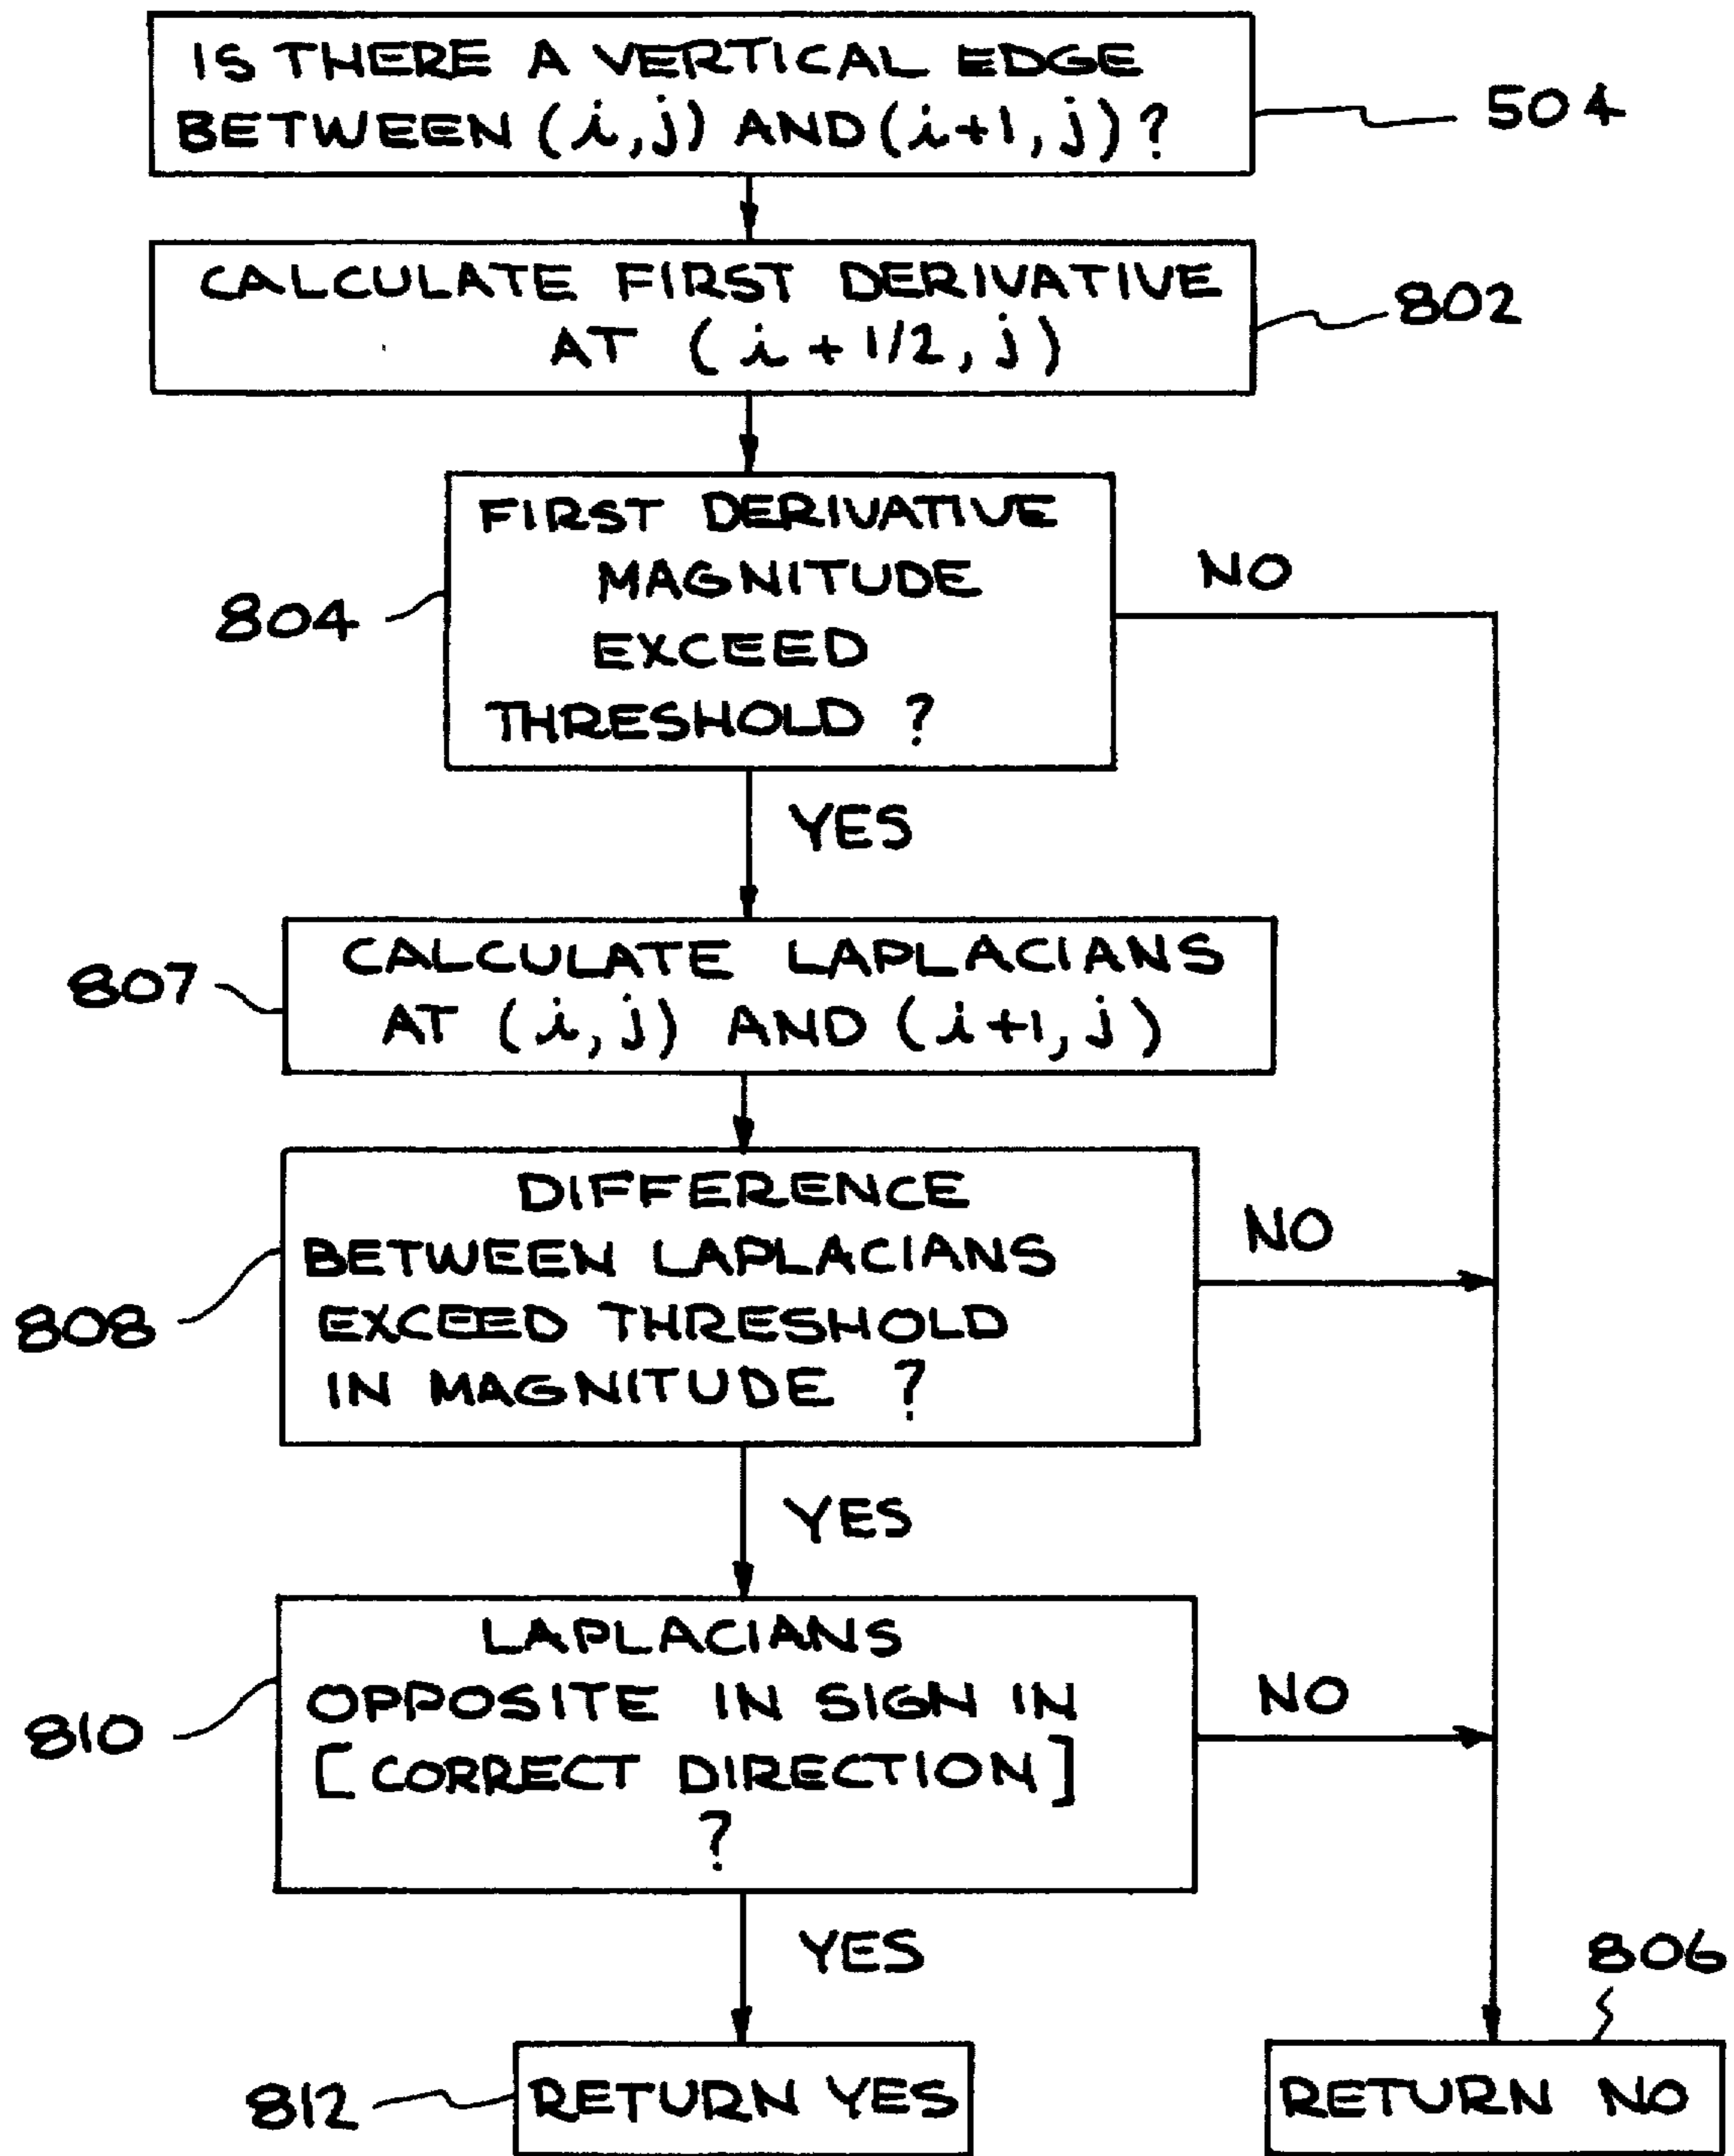 IS THERE A VERTICAL EDGE
BETWEEN (i,j) AND (i+1,j)?
504
CALCULATE FIRST DERIVATIVE
AT (i+1/2,j)
802
FIRST DERIVATIVE
MAGNITUDE
EXCEED
THRESHOLD ?
804
NO
YES
CALCULATE LAPLACIANS
AT (i,j) AND (i+1,j)
807
DIFFERENCE
BETWEEN LAPLACIANS
EXCEED THRESHOLD
IN MAGNITUDE ?
808
NO
YES
LAPLACIANS
OPPOSITE IN SIGN IN
[CORRECT DIRECTION]
?
810
NO
YES
806
812
RETURN YES
RETURN NO